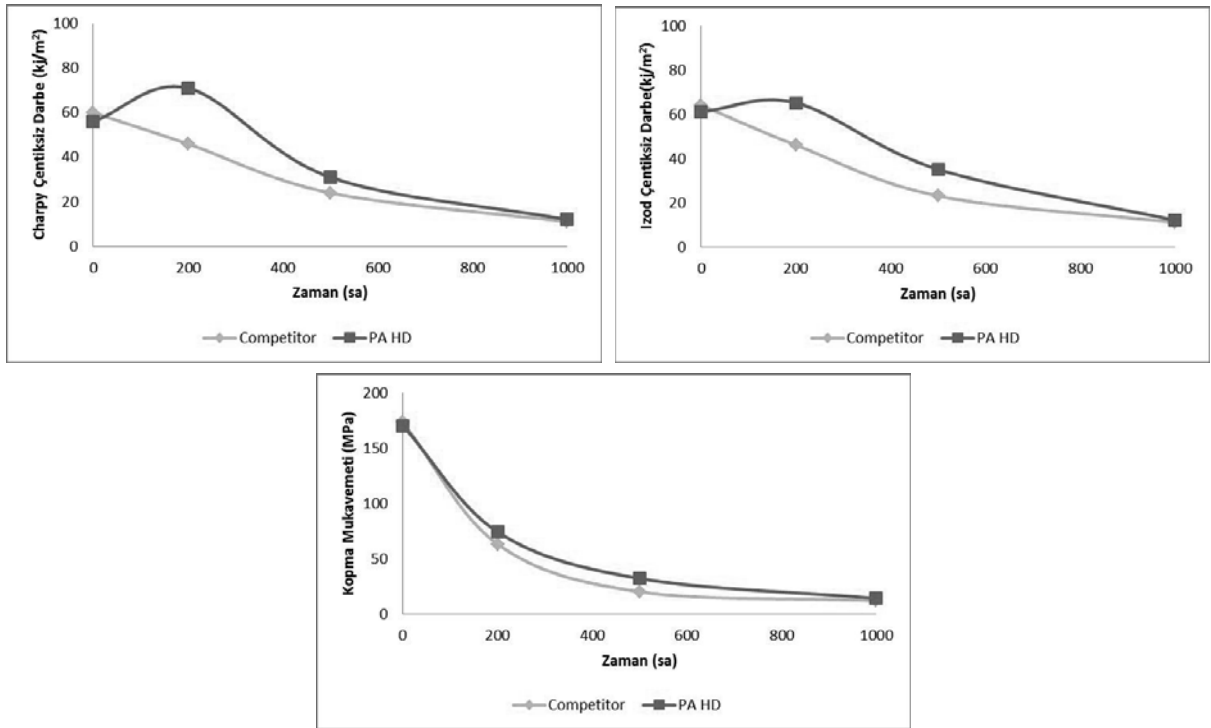 Charpy Çentiksiz Darbe (kj/m²)
100
80
60
40
20
0
0 200 400 600 800 1000
Zaman (sa)
Competitor PA HD
Izod Çentiksiz Darbe(kj/m²)
100
80
60
40
20
0
0 200 400 600 800 1000
Zaman (sa)
Competitor PA HD
Kopma Mukavemeti (MPa)
200
150
100
50
0
0 200 400 600 800 1000
Zaman (sa)
Competitor PA HD